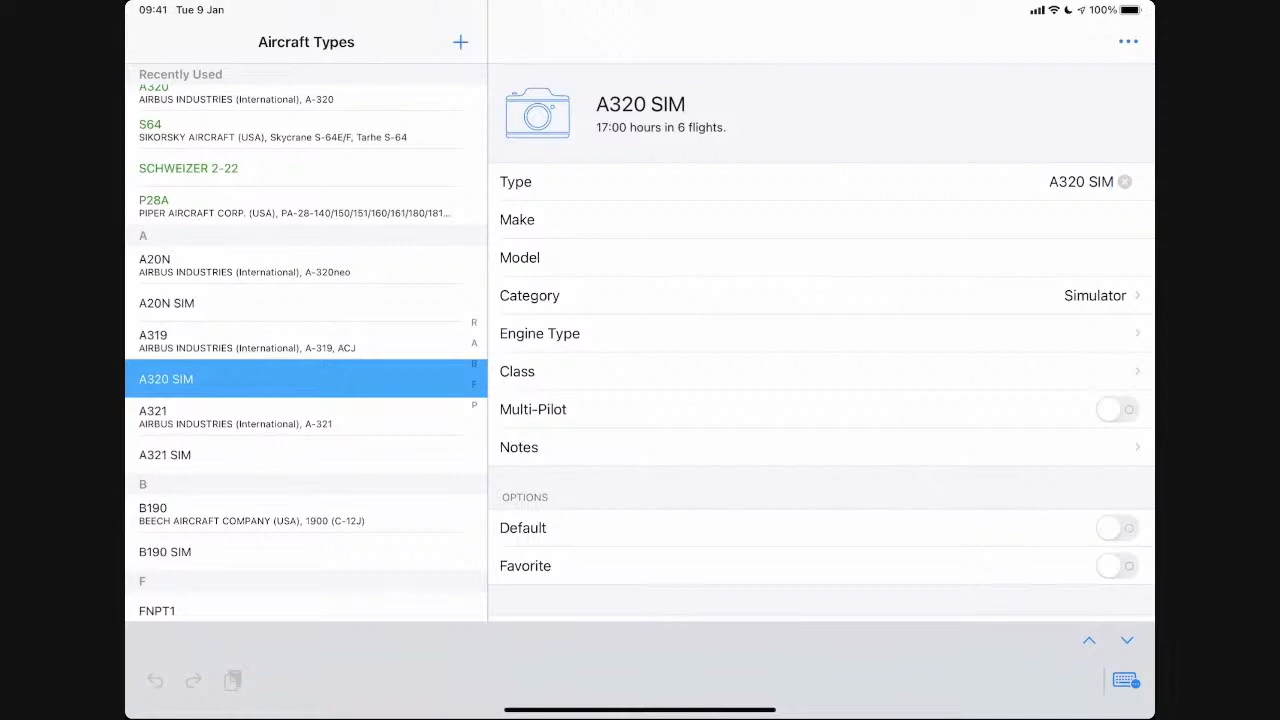 09:41 Tue 9 Jan
100%
Aircraft Types
Recently Used
A320
AIRBUS INDUSTRIES (International), A-320
S64
SIKORSKY AIRCRAFT (USA), Skycrane S-64E/F, Tarhe S-64
SCHWEIZER 2-22
P28A
PIPER AIRCRAFT CORP. (USA), PA-28-140/150/151/160/161/180/181...
A
A20N
AIRBUS INDUSTRIES (International), A-320neo
A20N SIM
A319
AIRBUS INDUSTRIES (International), A-319, ACJ
A320 SIM
A321
AIRBUS INDUSTRIES (International), A-321
A321 SIM
B
B190
BEECH AIRCRAFT COMPANY (USA), 1900 (C-12J)
B190 SIM
F
FNPT1
R
A
B
F
P
A320 SIM
17:00 hours in 6 flights.
Type A320 SIM
Make
Model
Category Simulator
Engine Type
Class
Multi-Pilot
Notes
OPTIONS
Default
Favorite